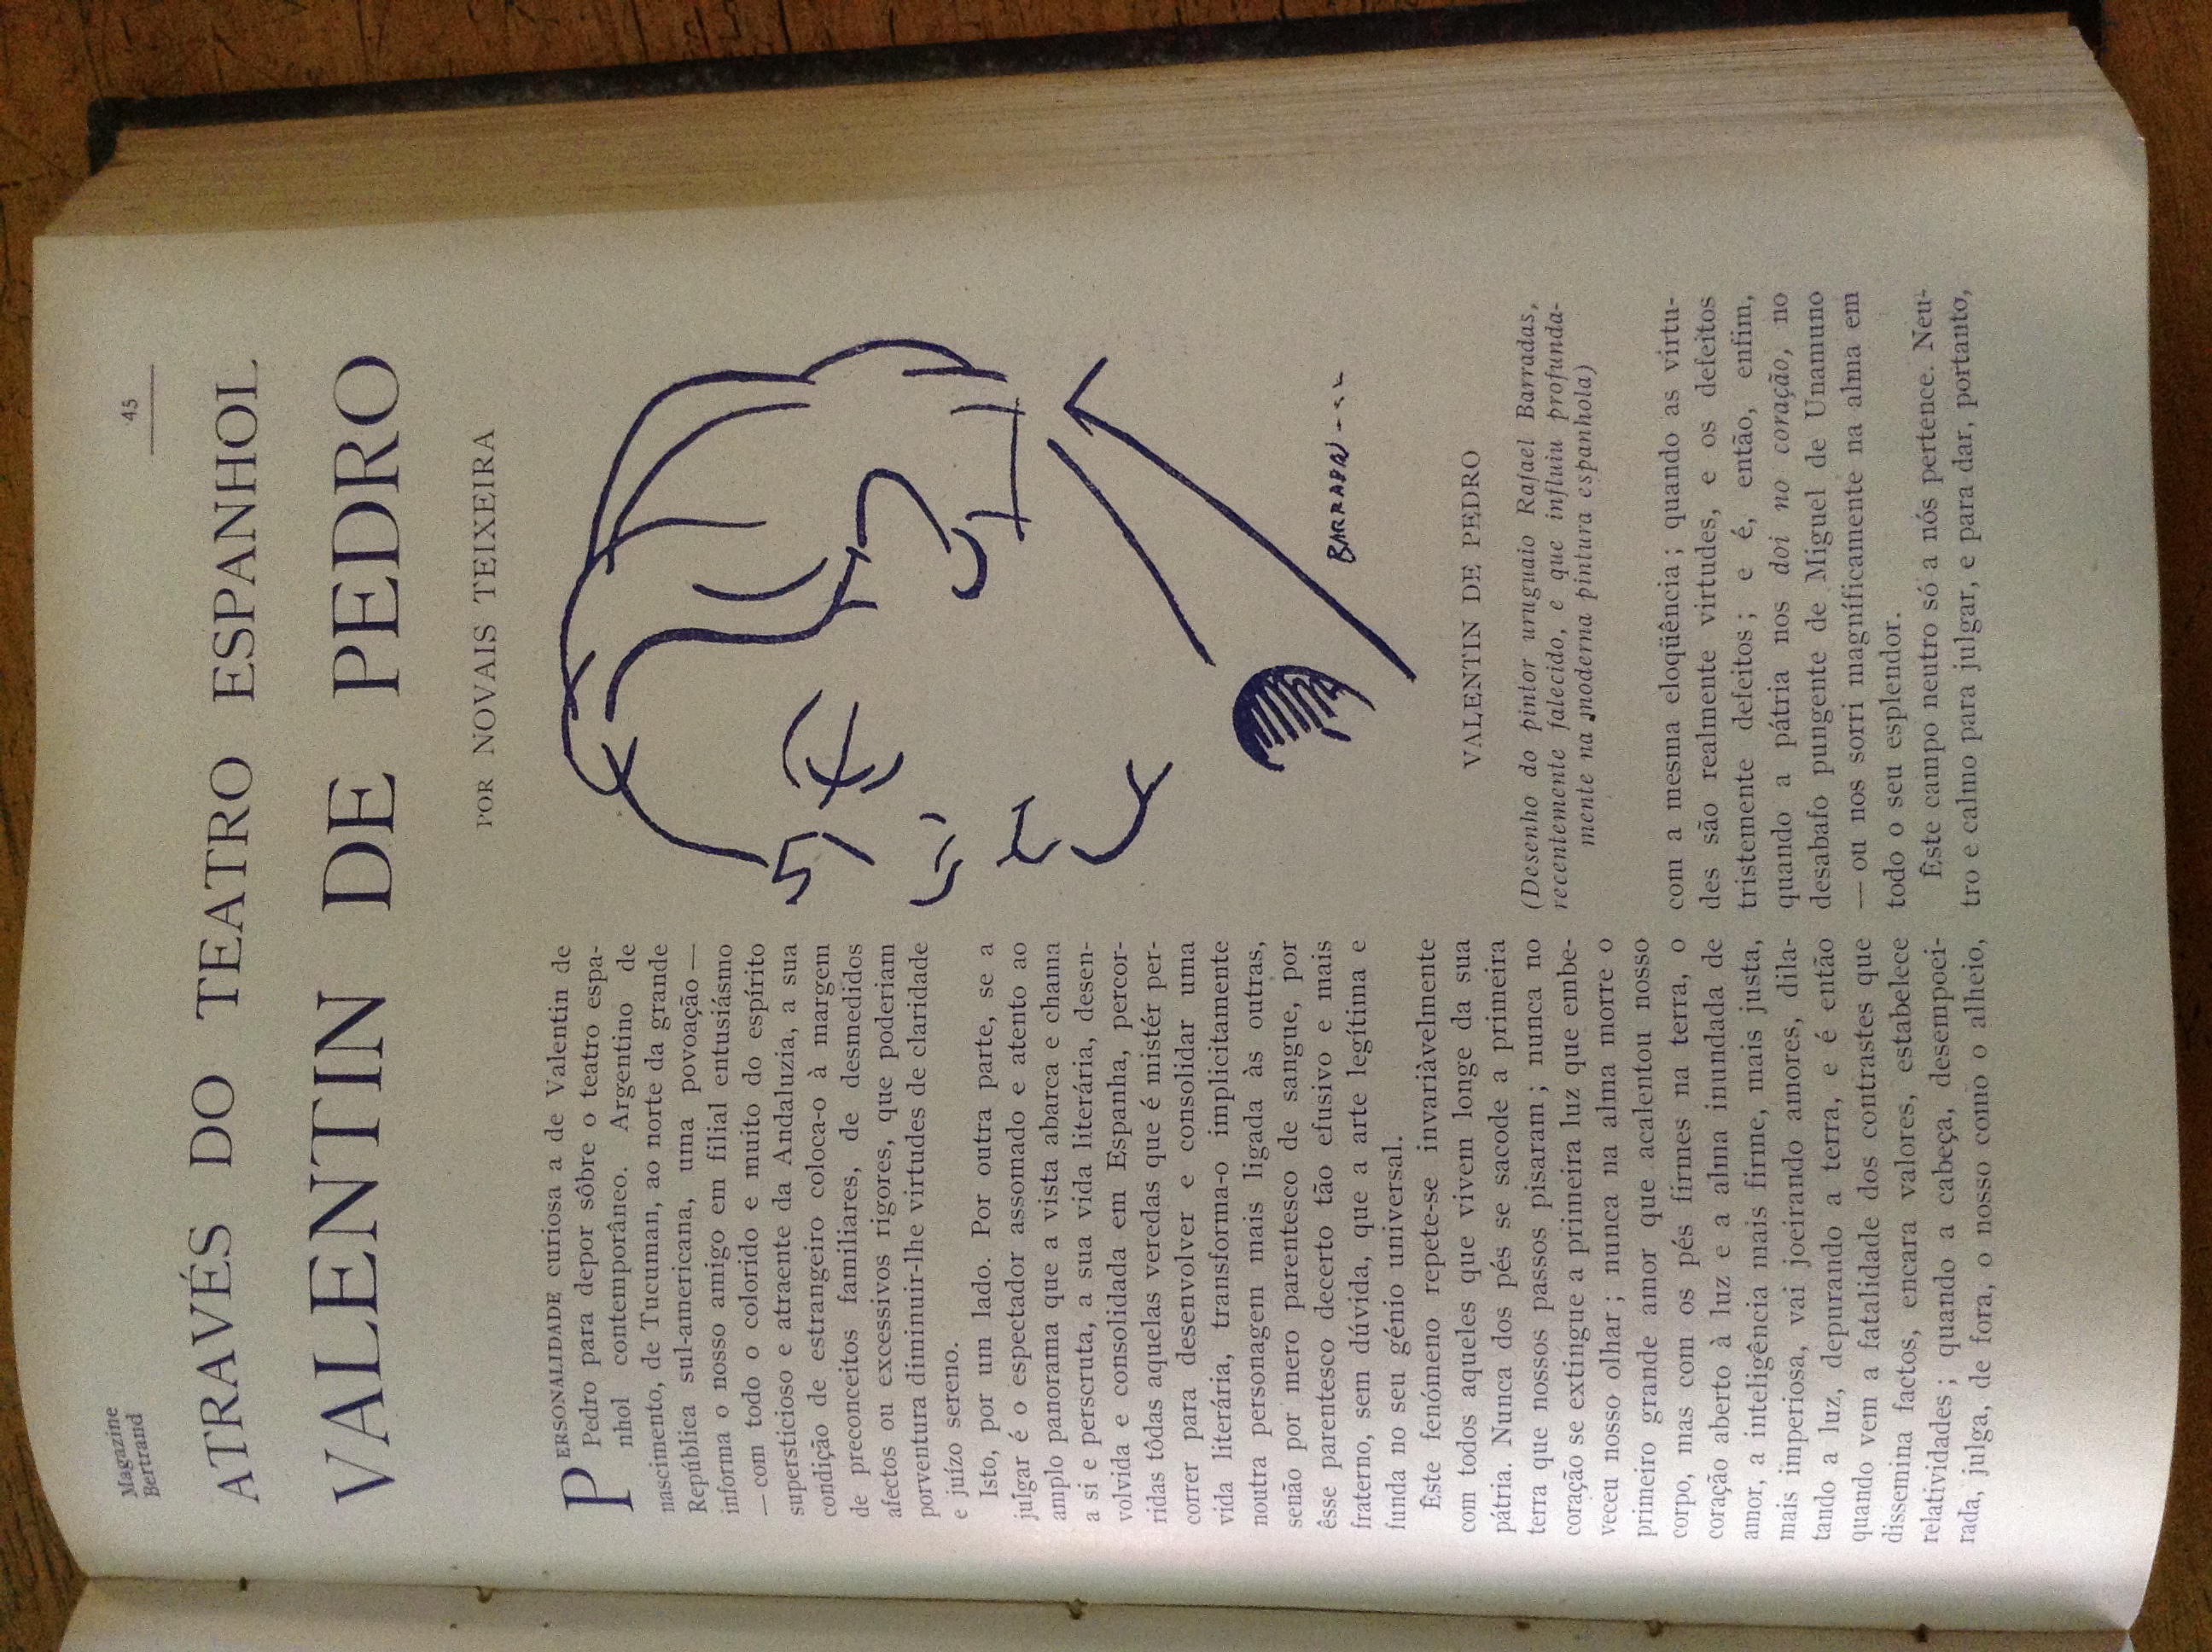 Magazine
Bertrand
45
ATRAVÉS DO TEATRO ESPANHOL
VALENTIN DE PEDRO
POR NOVAIS TEIXEIRA
PERSONALIDADE curiosa a de Valentin de
Pedro para depor sôbre o teatro espa-
nhol contemporâneo. Argentino de
nascimento, de Tucuman, ao norte da grande
República sul-americana, uma povoação —
informa o nosso amigo em filial entusiásmo
— com todo o colorido e muito do espírito
supersticioso e atraente da Andaluzia, a sua
condição de estrangeiro coloca-o à margem
de preconceitos familiares, de desmedidos
afectos ou excessivos rigores, que poderiam
porventura diminuir-lhe virtudes de claridade
e juízo sereno.
Isto, por um lado. Por outra parte, se a
julgar é o espectador assomado e atento ao
amplo panorama que a vista abarca e chama
a si e perscruta, a sua vida literária, desen-
volvida e consolidada em Espanha, percor-
ridas tôdas aquelas veredas que é mistér per-
correr para desenvolver e consolidar uma
vida literária, transforma-o implicitamente
noutra personagem mais ligada às outras,
senão por mero parentesco de sangue, por
êsse parentesco decerto tão efusivo e mais
fraterno, sem dúvida, que a arte legítima e
funda no seu génio universal.
Êste fenómeno repete-se invariàvelmente
com todos aqueles que vivem longe da sua
pátria. Nunca dos pés se sacode a primeira
terra que nossos passos pisaram; nunca no
coração se extingue a primeira luz que embe-
veceu nosso olhar; nunca na alma morre o
primeiro grande amor que acalentou nosso
corpo, mas com os pés firmes na terra, o
coração aberto à luz e a alma inundada de
amor, a inteligência mais firme, mais justa,
mais imperiosa, vai joeirando amores, dila-
tando a luz, depurando a terra, e é então
quando vem a fatalidade dos contrastes que
dissemina factos, encara valores, estabelece
relatividades; quando a cabeça, desempoei-
rada, julga, de fora, o nosso como o alheio,
BARRADAS
VALENTIN DE PEDRO
(Desenho do pintor uruguaio Rafael Barradas,
recentemente falecido, e que influiu profunda-
mente na moderna pintura espanhola)
com a mesma eloqüência; quando as virtu-
des são realmente virtudes, e os defeitos
tristemente defeitos; e é, então, enfim,
quando a pátria nos doi no coração, no
desabafo pungente de Miguel de Unamuno
— ou nos sorri magníficamente na alma em
todo o seu esplendor.
Êste campo neutro só a nós pertence. Neu-
tro e calmo para julgar, e para dar, portanto,